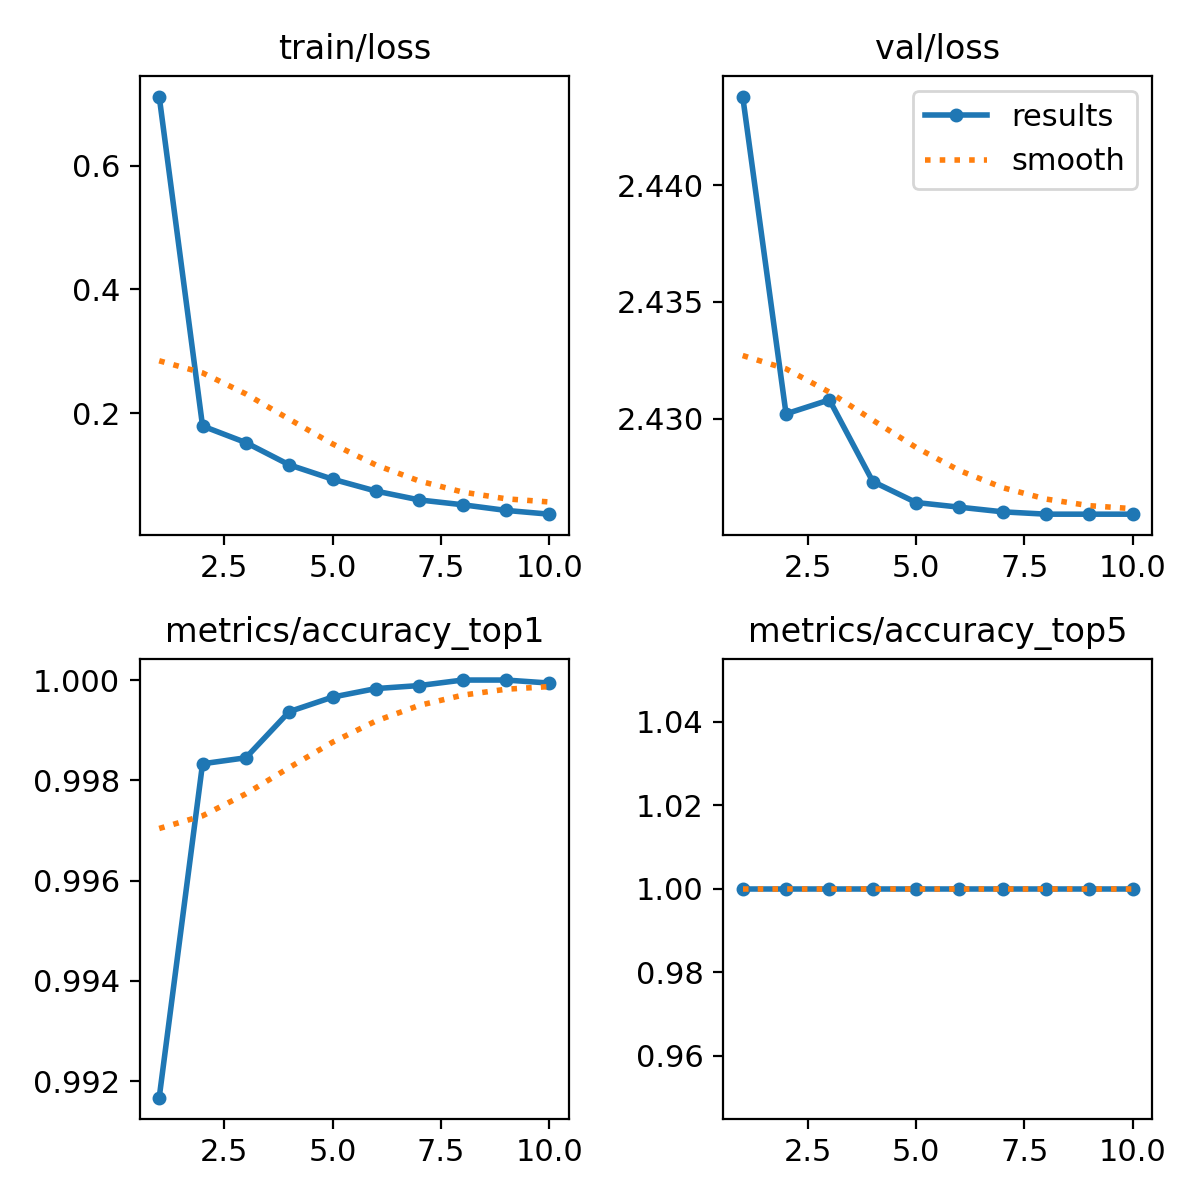 train/loss
0.6
0.4
0.2
2.5 5.0 7.5 10.0
val/loss
results
smooth
2.440
2.435
2.430
2.5 5.0 7.5 10.0
metrics/accuracy_top1
1.000
0.998
0.996
0.994
0.992
2.5 5.0 7.5 10.0
metrics/accuracy_top5
1.04
1.02
1.00
0.98
0.96
2.5 5.0 7.5 10.0